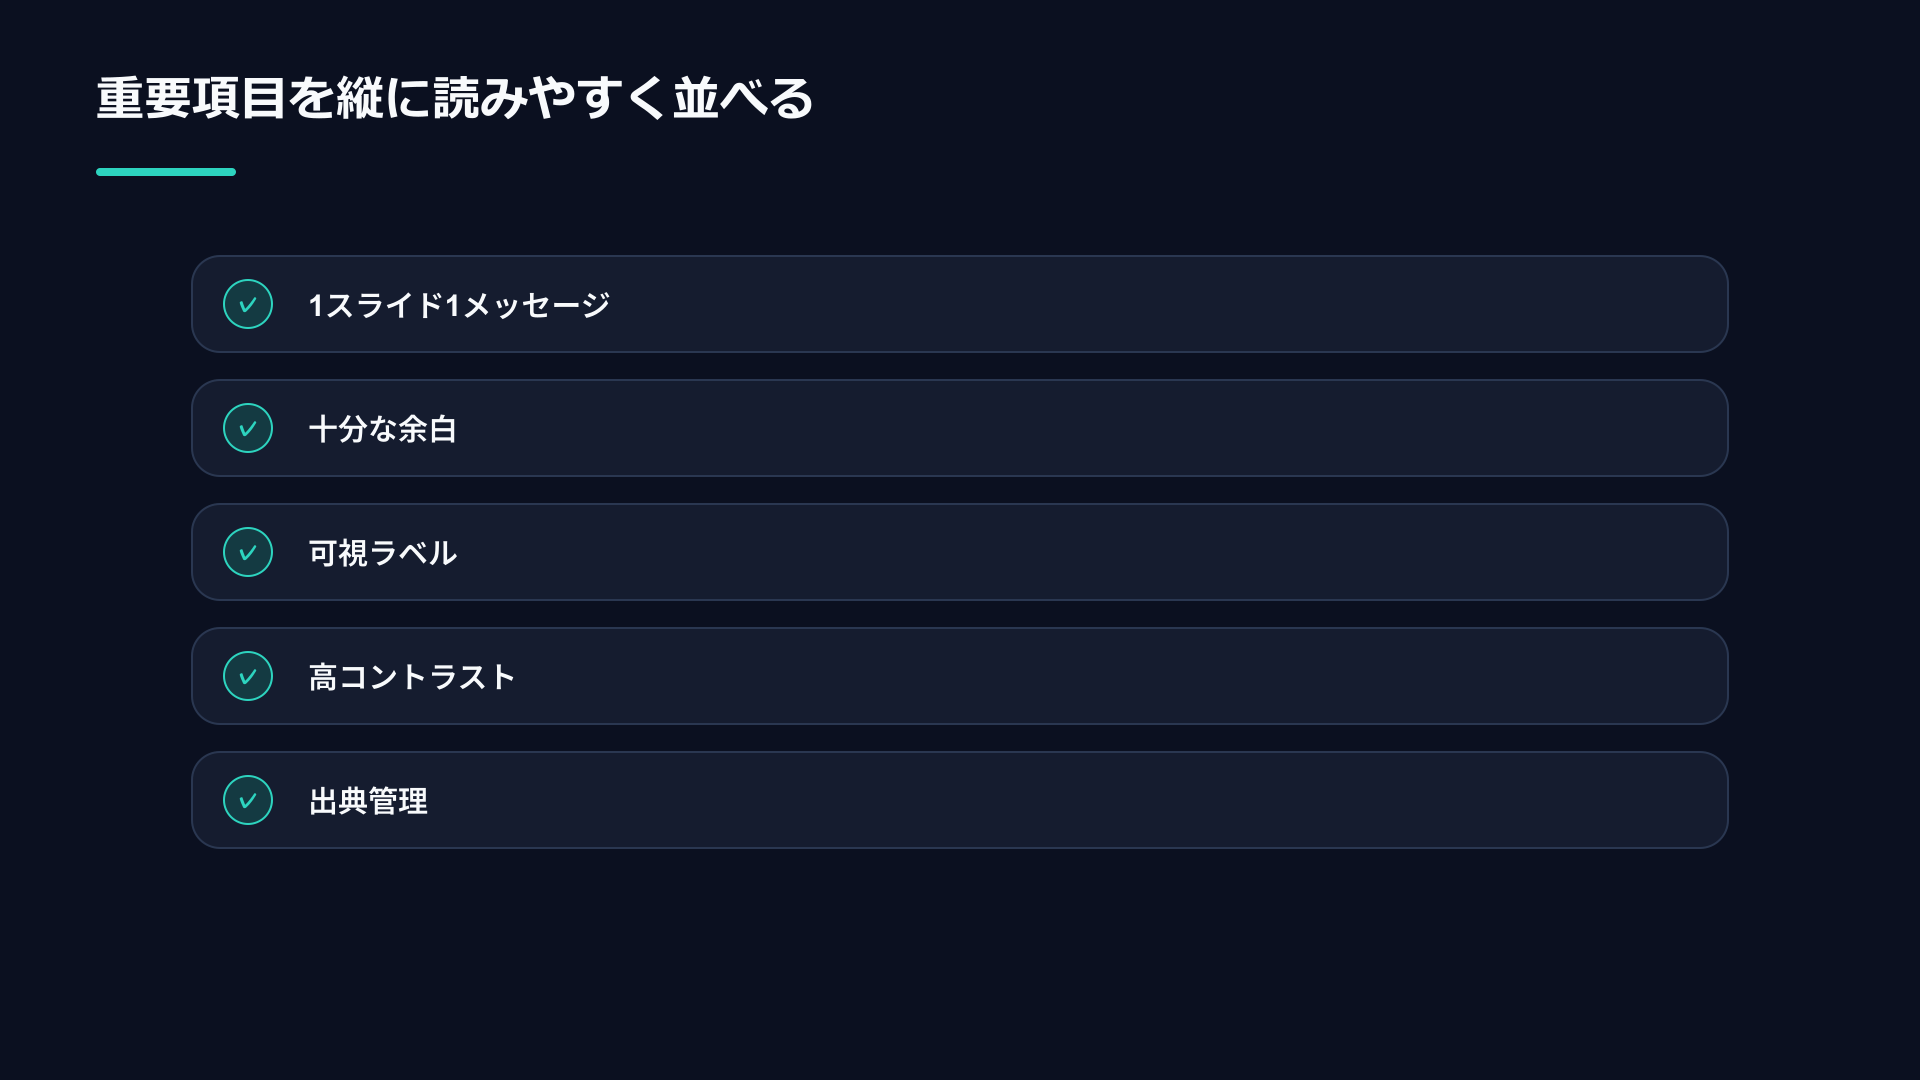 重要項目を縦に読みやすく並べる
1スライド1メッセージ
十分な余白
可視ラベル
高コントラスト
出典管理